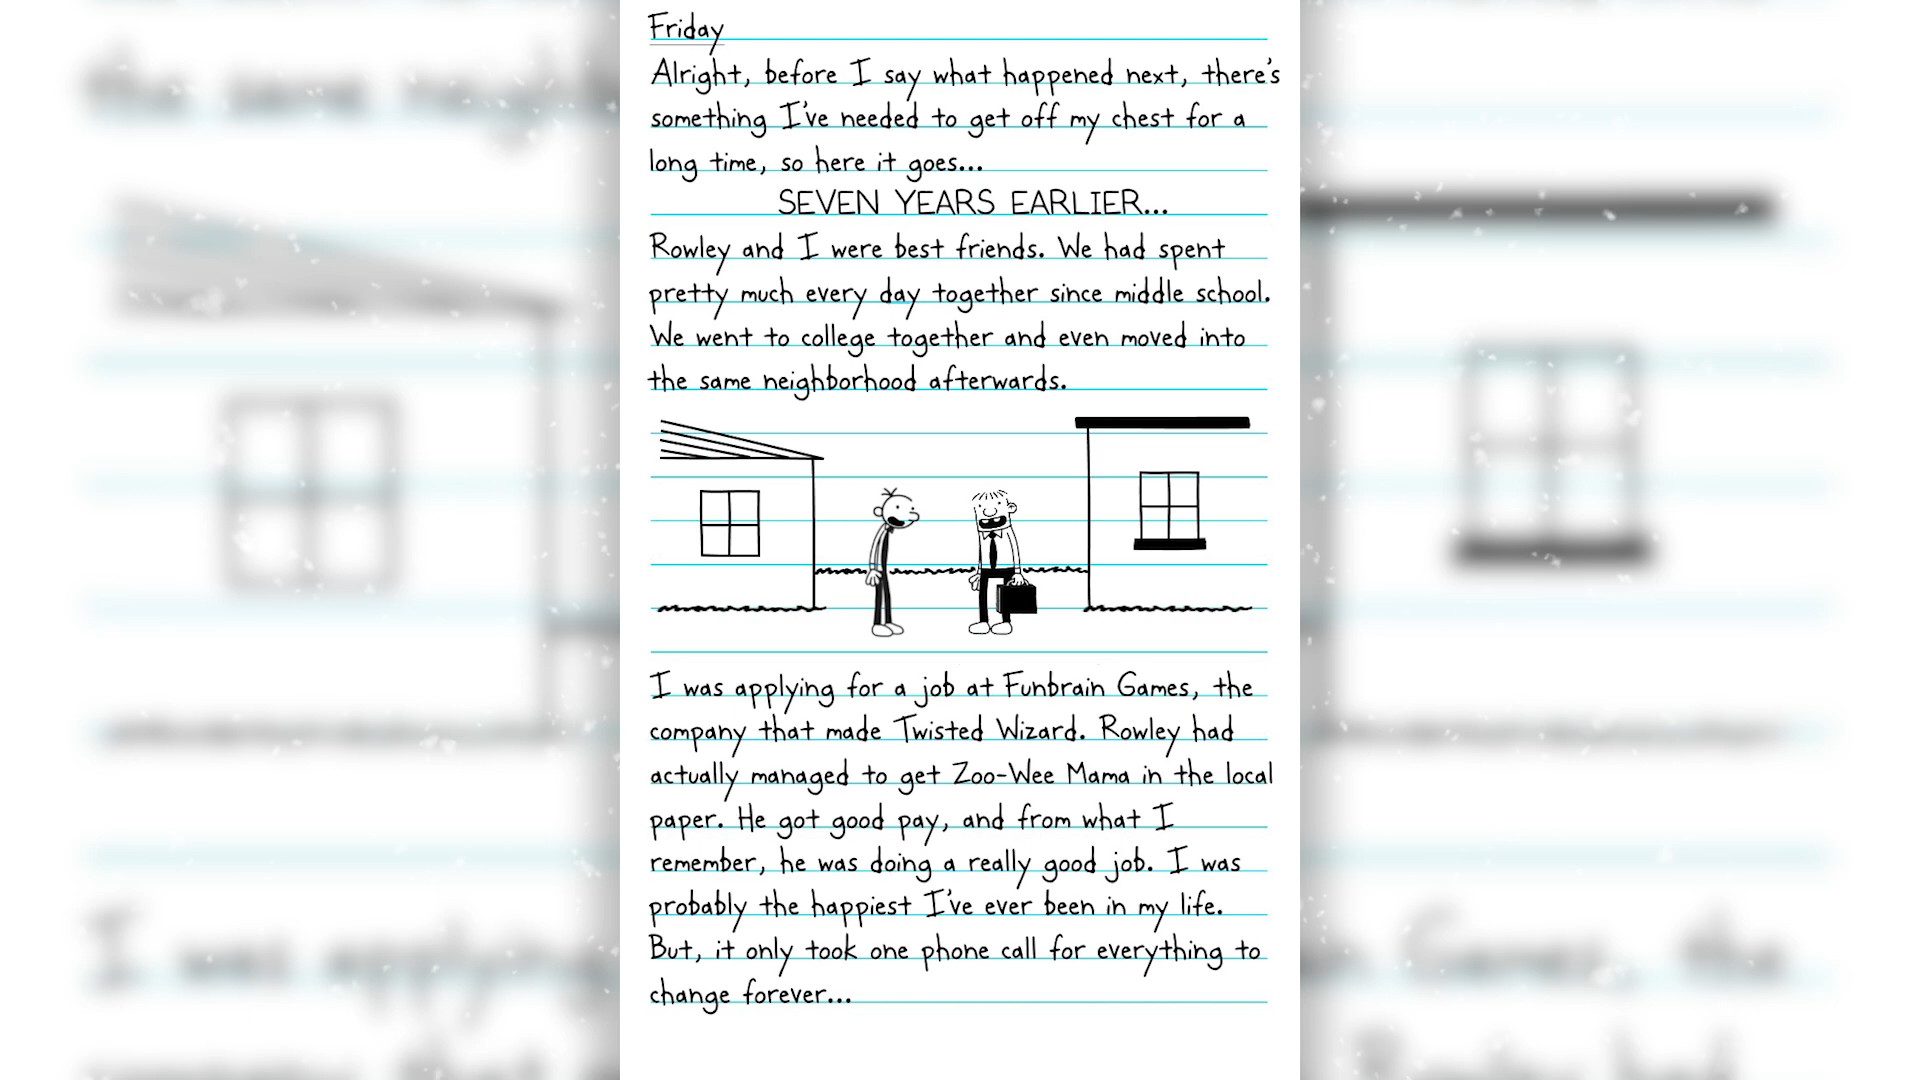 Friday
Alright, before I say what happened next, there's
something I've needed to get off my chest for a
long time, so here it goes...
SEVEN YEARS EARLIER...
Rowley and I were best friends. We had spent
pretty much every day together since middle school.
We went to college together and even moved into
the same neighborhood afterwards.
I was applying for a job at Funbrain Games, the
company that made Twisted Wizard. Rowley had
actually managed to get Zoo-Wee Mama in the local
paper. He got good pay, and from what I
remember, he was doing a really good job. I was
probably the happiest I've ever been in my life.
But, it only took one phone call for everything to
change forever...